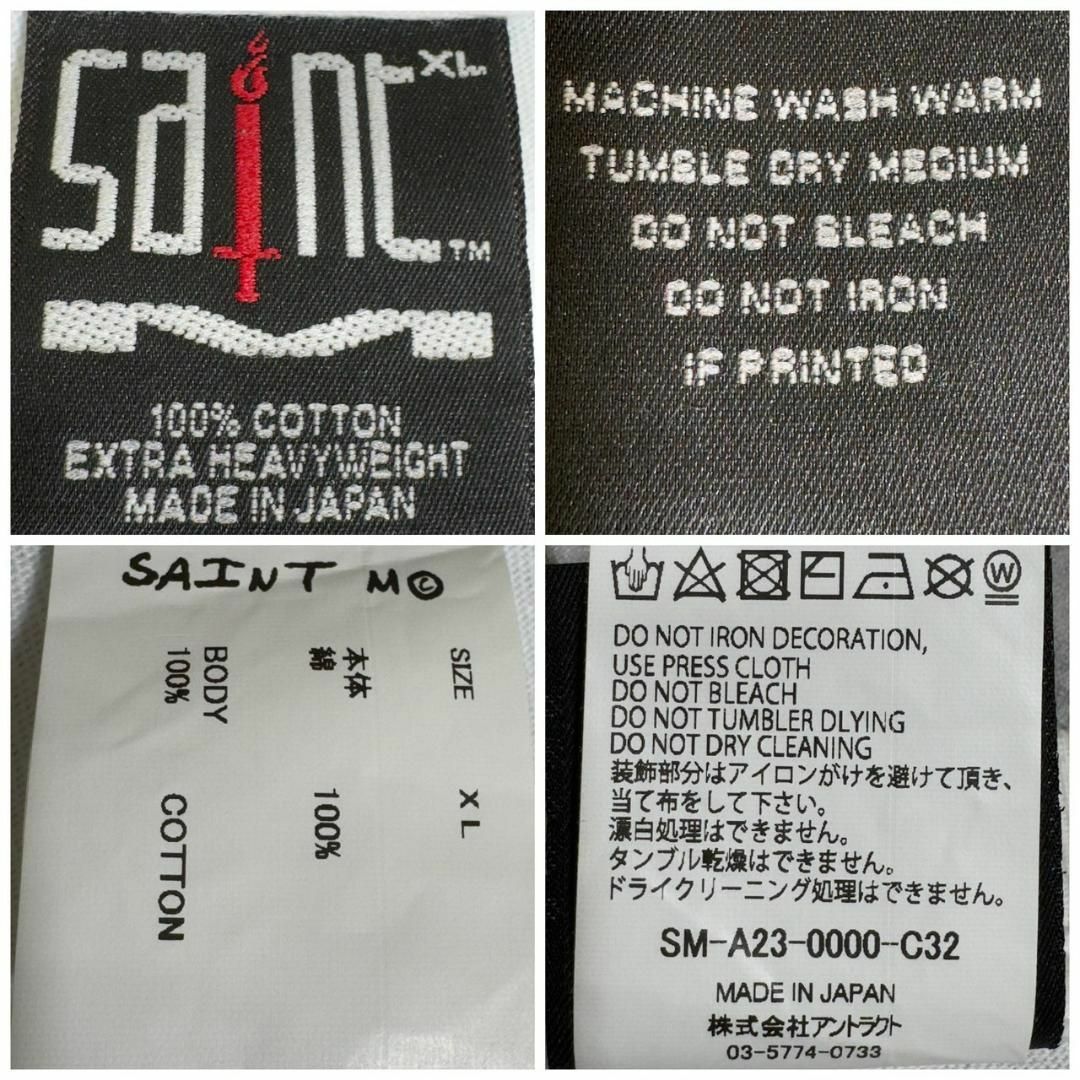 saint XL
TM
100% COTTON
EXTRA HEAVYWEIGHT
MADE IN JAPAN
MACHINE WASH WARM
TUMBLE DRY MEDIUM
DO NOT BLEACH
DO NOT IRON
IF PRINTED
SAINT M©
SIZE XL
本体
綿 100%
BODY
100% COTTON
W
DO NOT IRON DECORATION,
USE PRESS CLOTH
DO NOT BLEACH
DO NOT TUMBLER DLYING
DO NOT DRY CLEANING
装飾部分はアイロンがけを避けて頂き、
当て布をして下さい。
漂白処理はできません。
タンブル乾燥はできません。
ドライクリーニング処理はできません。
SM-A23-0000-C32
MADE IN JAPAN
株式会社アントラクト
03-5774-0733